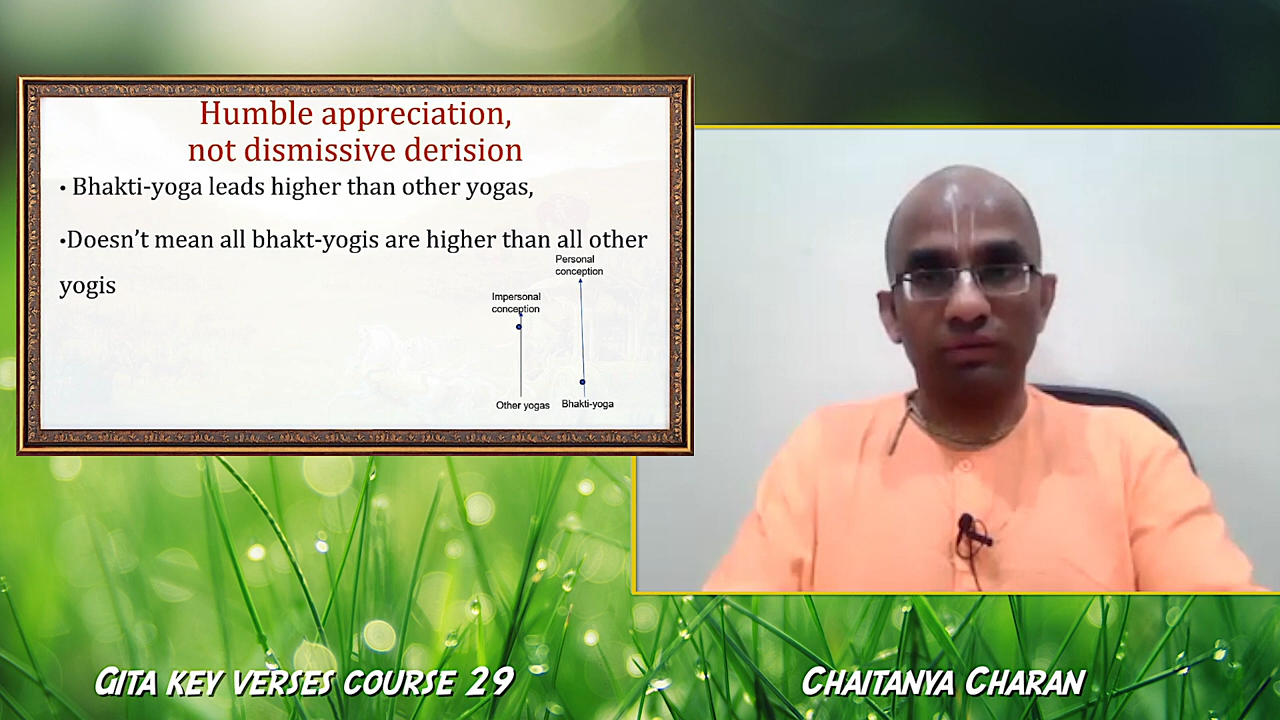 Humble appreciation,
not dismissive derision
• Bhakti-yoga leads higher than other yogas,
•Doesn’t mean all bhakt-yogis are higher than all other
yogis
Personal
conception
Impersonal
conception
Other yogas
Bhakti-yoga
GITA KEY VERSES COURSE 29
CHAITANYA CHARAN